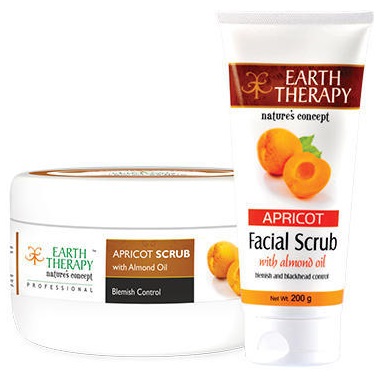 EARTH
THERAPY
nature's concept
APRICOT
Facial Scrub
with almond oil
blemish and blackhead control
Net Wt. 200 g
EARTH
THERAPY™
nature's concept
PROFESSIONAL
APRICOT SCRUB
with Almond Oil
Blemish Control